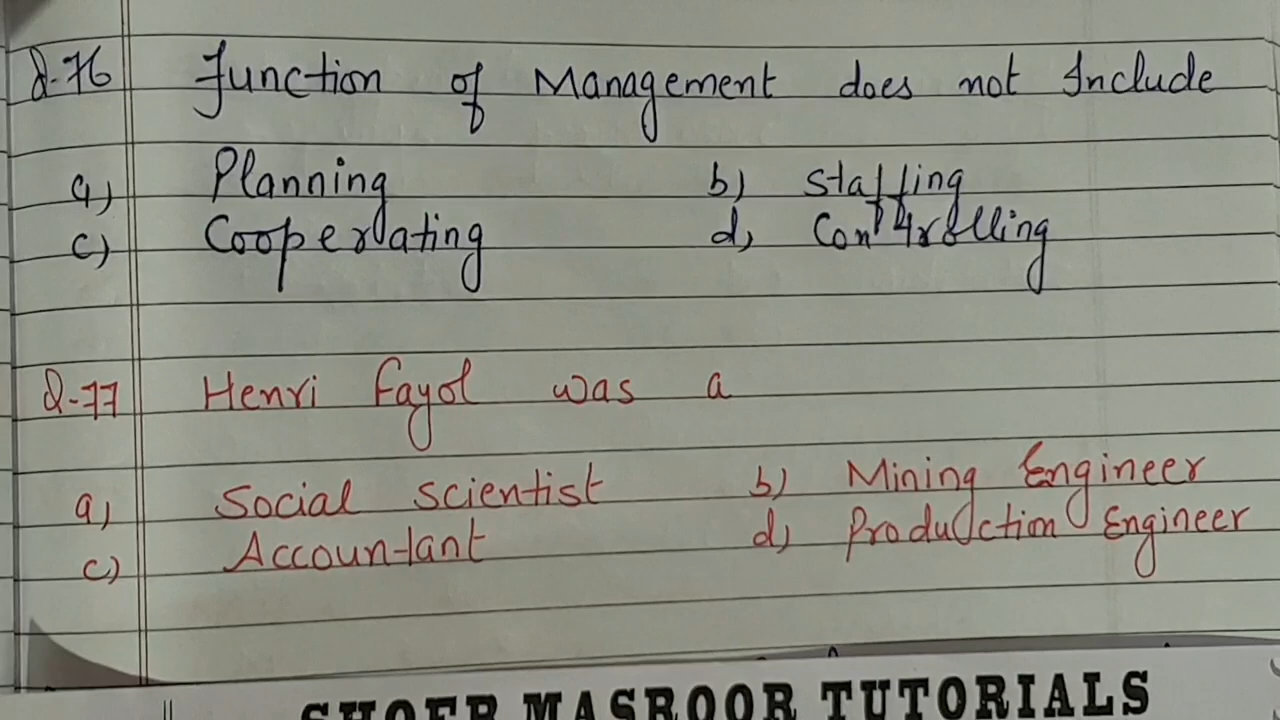 Q-76 Function of Management does not Include
a) Planning b) Staffing
c) Cooperating d) Controlling
Q-77 Henri Fayol was a
a) Social Scientist b) Mining Engineer
c) Accountant d) Production Engineer
MASROOR TUTORIALS